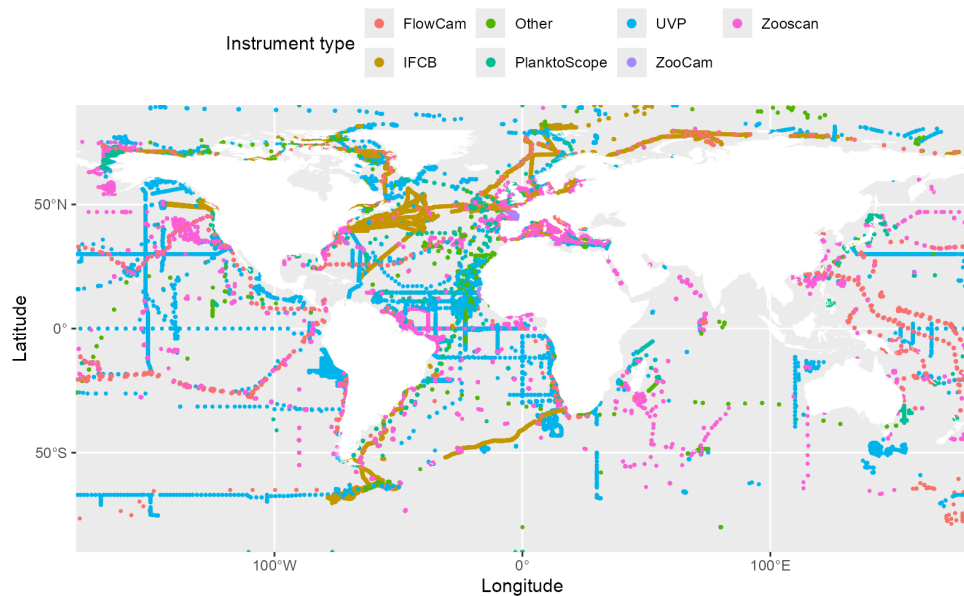 Instrument type
FlowCam
Other
UVP
Zooscan
IFCB
PlanktoScope
ZooCam
Latitude
50°N
0°
50°S
100°W
0°
100°E
Longitude